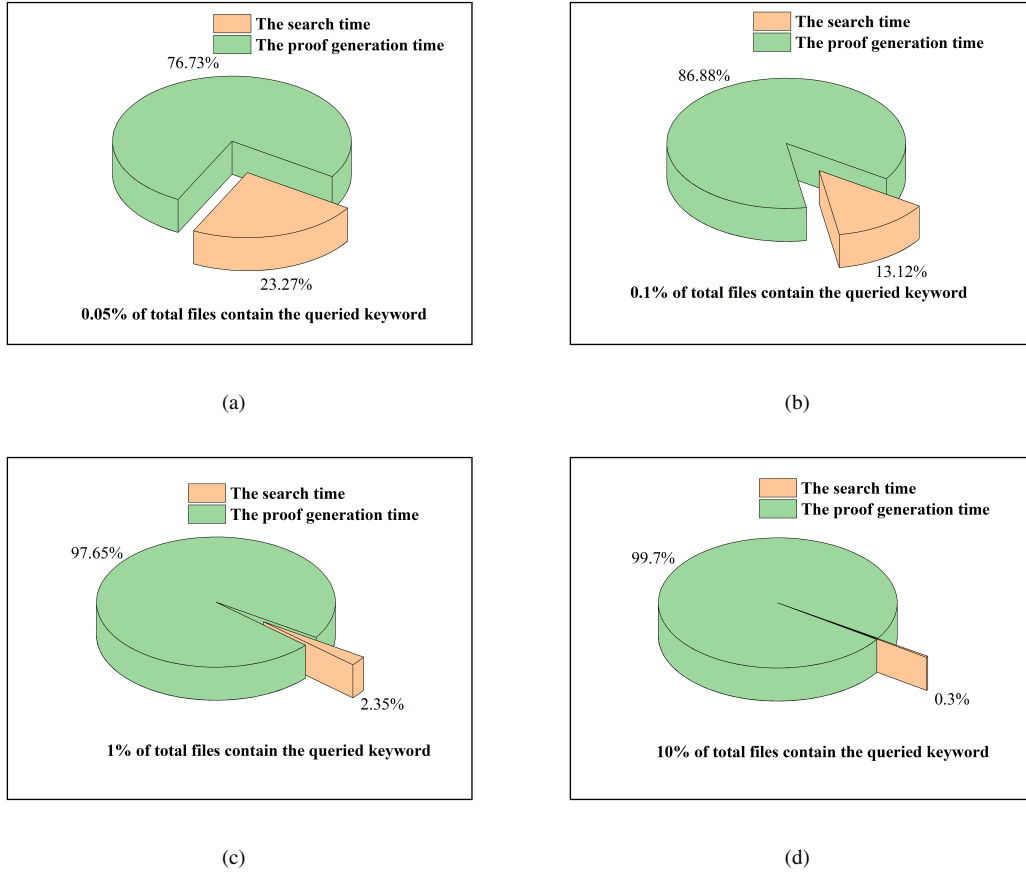 The search time
The proof generation time
76.73%
23.27%
0.05% of total files contain the queried keyword
(a)
The search time
The proof generation time
86.88%
13.12%
0.1% of total files contain the queried keyword
(b)
The search time
The proof generation time
97.65%
2.35%
1% of total files contain the queried keyword
(c)
The search time
The proof generation time
99.7%
0.3%
10% of total files contain the queried keyword
(d)